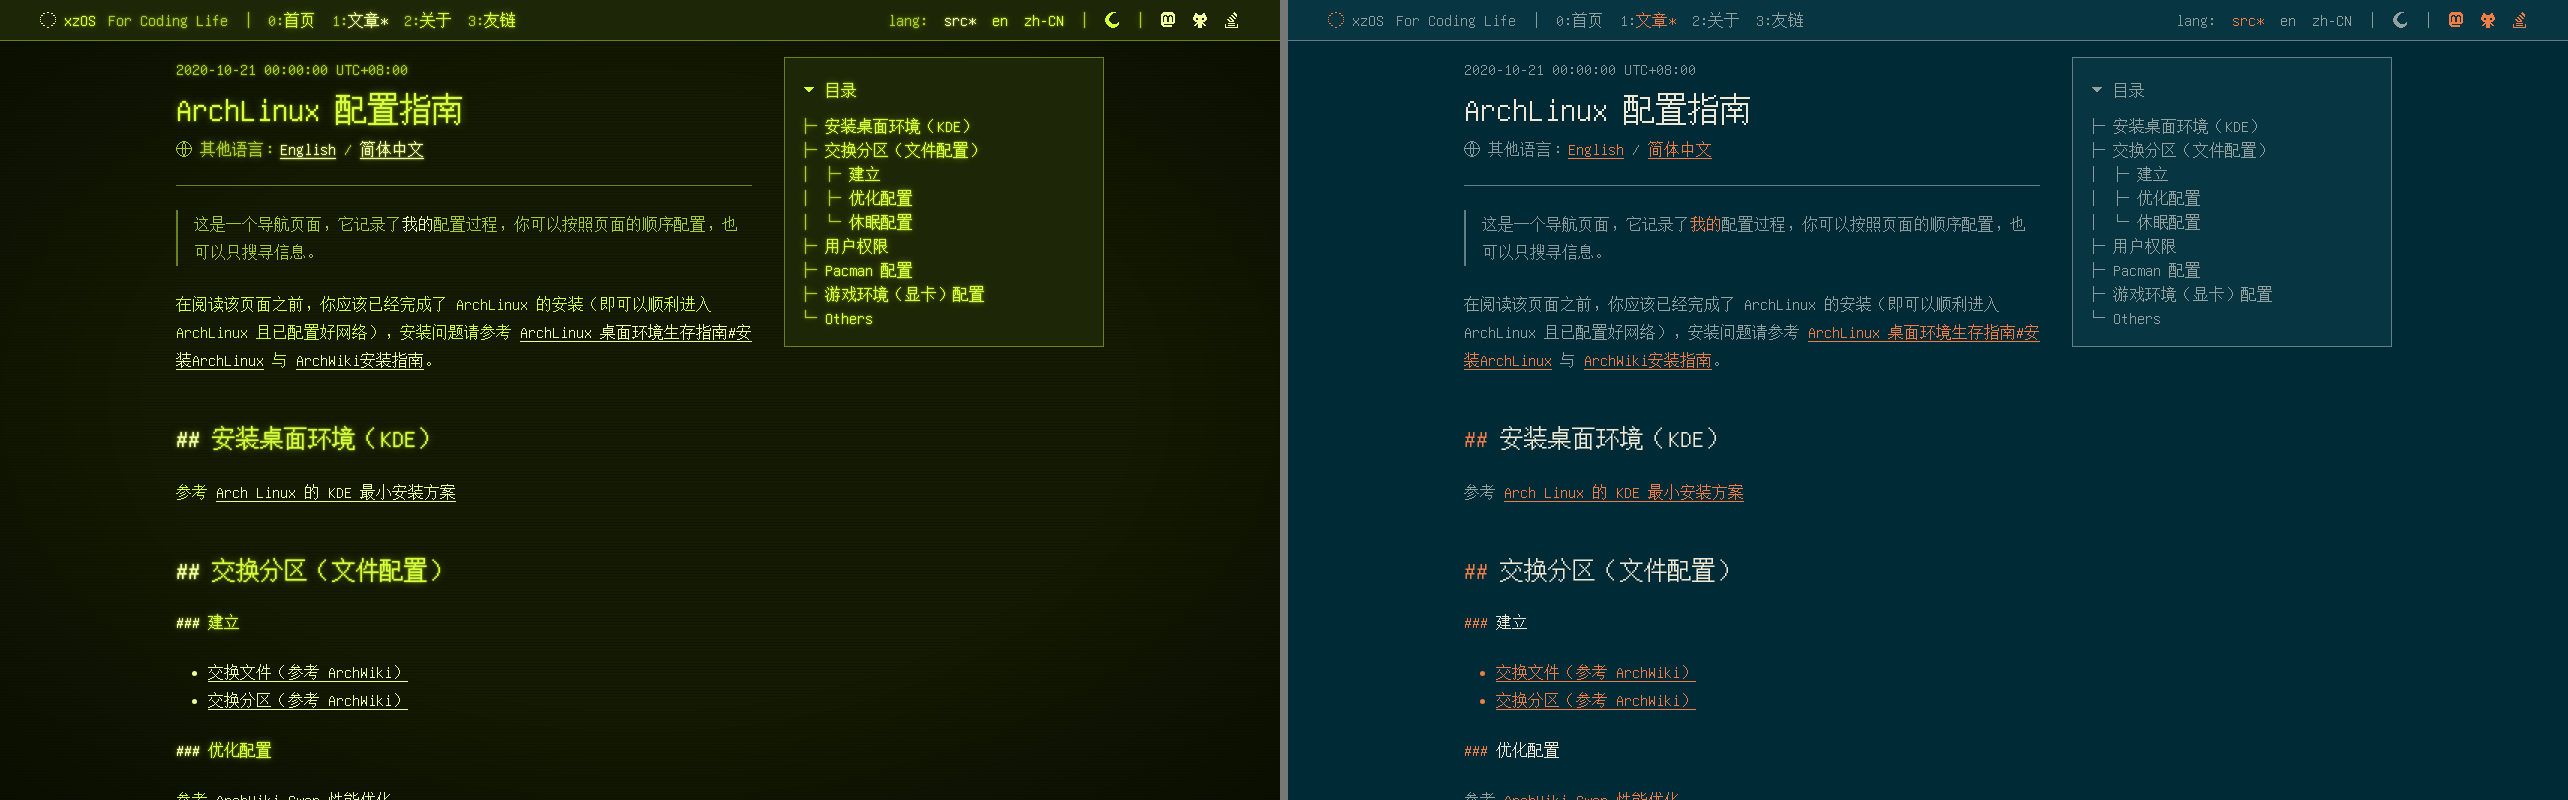 xzOS For Coding Life | 0:首页 1:文章* 2:关于 3:友链 lang: src* en zh-CN | |
2020-10-21 00:00:00 UTC+08:00
ArchLinux 配置指南
其他语言：English / 简体中文
这是一个导航页面，它记录了我的配置过程，你可以按照页面的顺序配置，也
可以只搜寻信息。
在阅读该页面之前，你应该已经完成了 ArchLinux 的安装（即可以顺利进入
ArchLinux 且已配置好网络），安装问题请参考 ArchLinux 桌面环境生存指南#安
装ArchLinux 与 ArchWiki安装指南。
## 安装桌面环境（KDE）
参考 Arch Linux 的 KDE 最小安装方案
## 交换分区（文件配置）
### 建立
• 交换文件（参考 ArchWiki）
• 交换分区（参考 ArchWiki）
### 优化配置
参考 ArchWiki Swap 性能优化
目录
├─ 安装桌面环境（KDE）
├─ 交换分区（文件配置）
│ ├─ 建立
│ ├─ 优化配置
│ └─ 休眠配置
├─ 用户权限
├─ Pacman 配置
├─ 游戏环境（显卡）配置
└─ Others
xzOS For Coding Life | 0:首页 1:文章* 2:关于 3:友链 lang: src* en zh-CN | |
2020-10-21 00:00:00 UTC+08:00
ArchLinux 配置指南
其他语言：English / 简体中文
这是一个导航页面，它记录了我的配置过程，你可以按照页面的顺序配置，也
可以只搜寻信息。
在阅读该页面之前，你应该已经完成了 ArchLinux 的安装（即可以顺利进入
ArchLinux 且已配置好网络），安装问题请参考 ArchLinux 桌面环境生存指南#安
装ArchLinux 与 ArchWiki安装指南。
## 安装桌面环境（KDE）
参考 Arch Linux 的 KDE 最小安装方案
## 交换分区（文件配置）
### 建立
• 交换文件（参考 ArchWiki）
• 交换分区（参考 ArchWiki）
### 优化配置
参考 ArchWiki Swap 性能优化
目录
├─ 安装桌面环境（KDE）
├─ 交换分区（文件配置）
│ ├─ 建立
│ ├─ 优化配置
│ └─ 休眠配置
├─ 用户权限
├─ Pacman 配置
├─ 游戏环境（显卡）配置
└─ Others